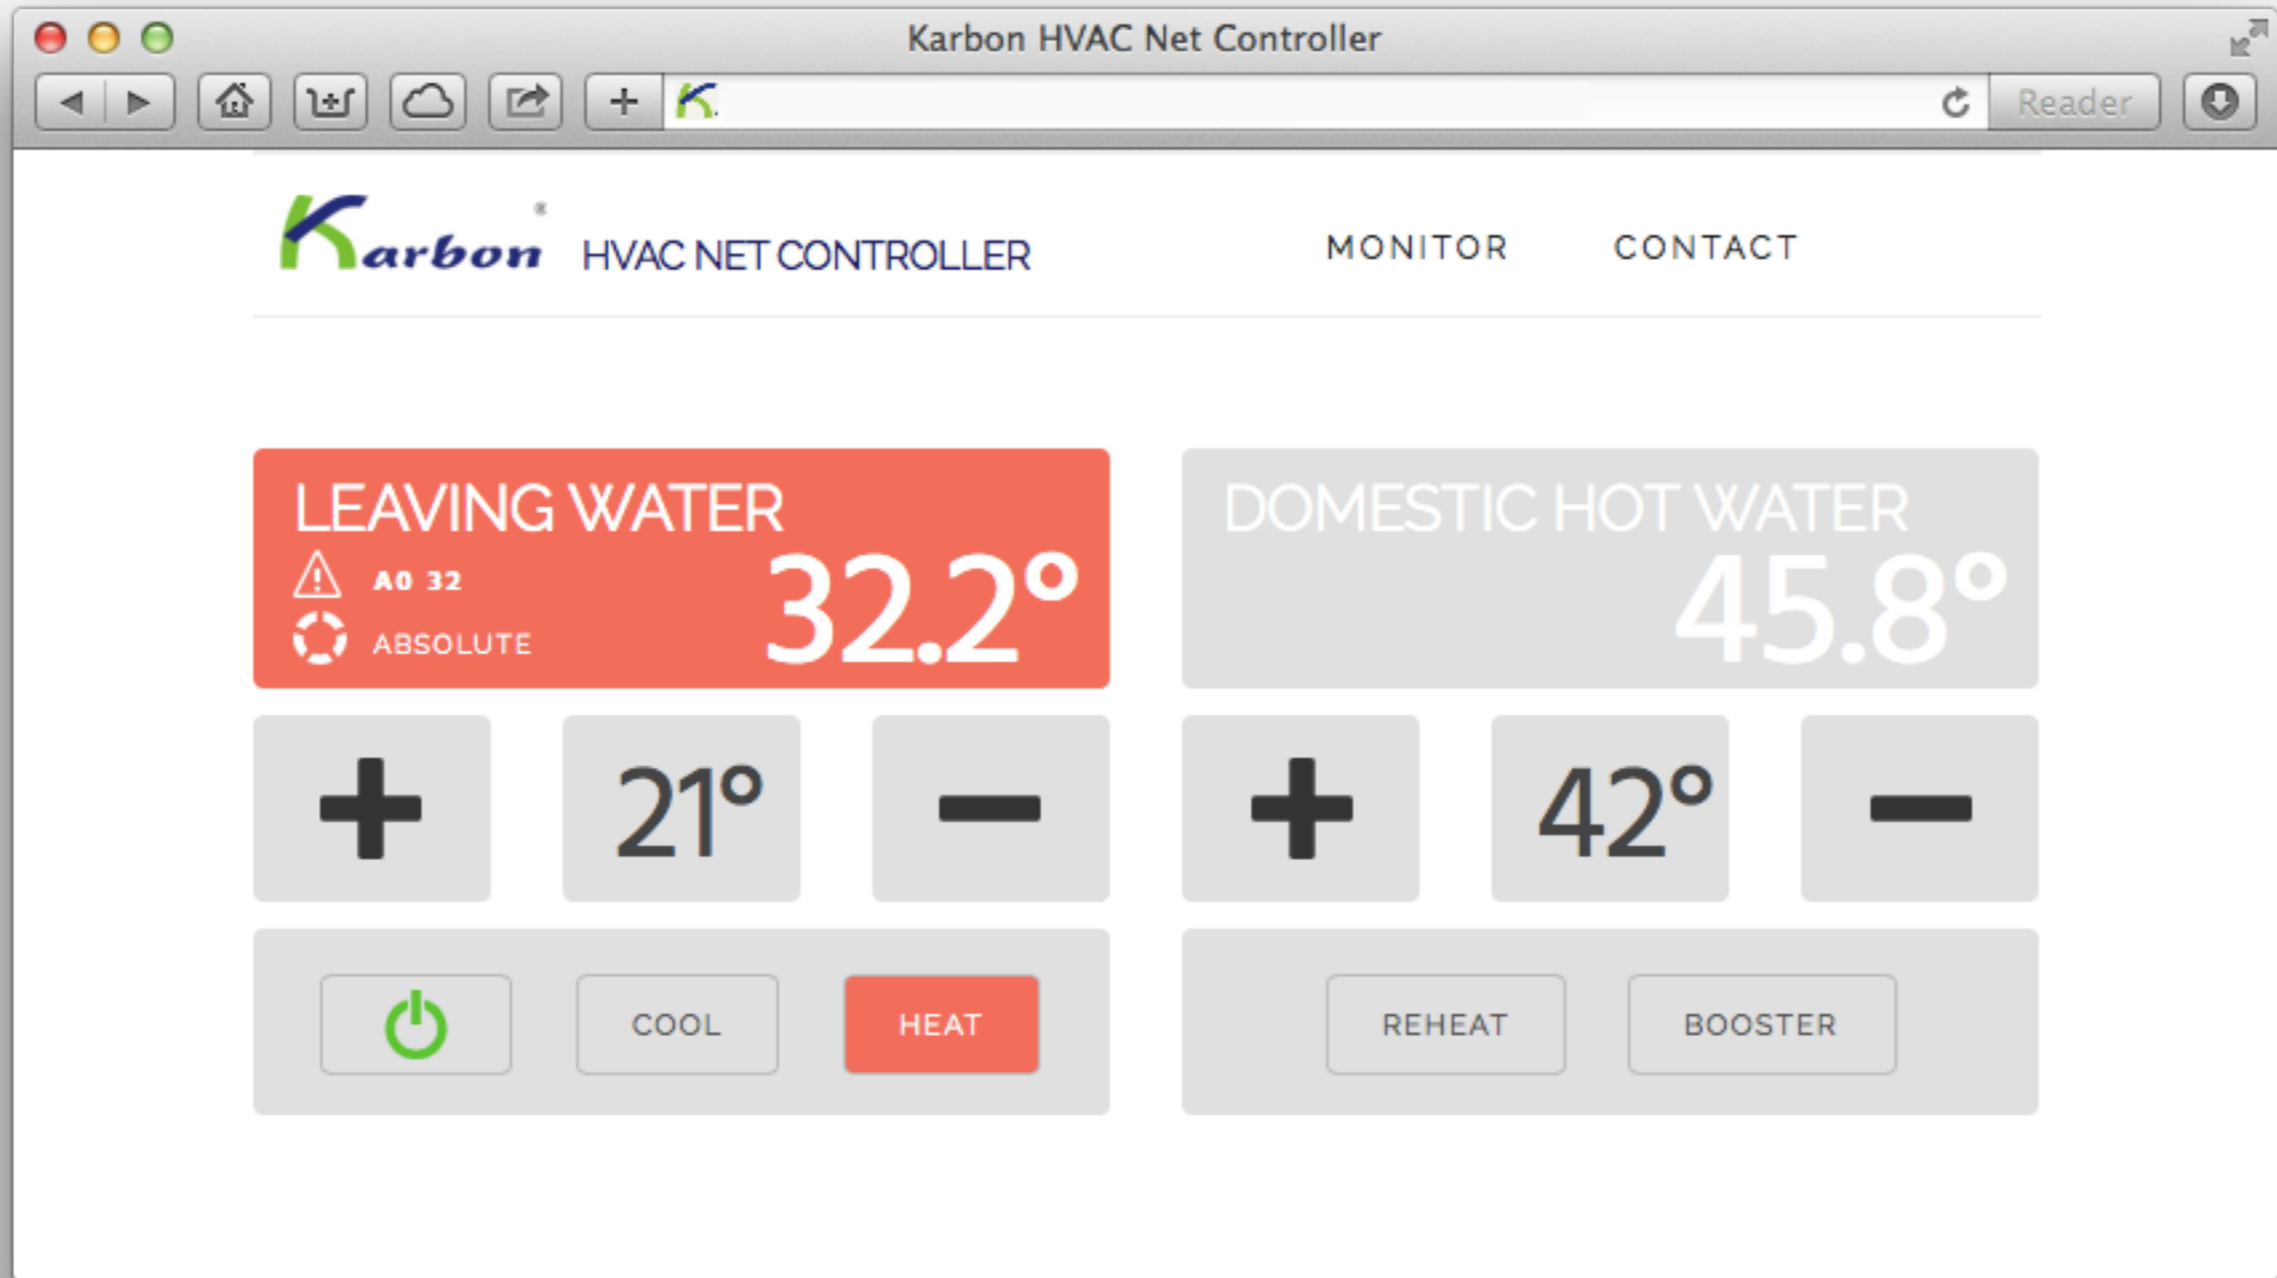 Karbon HVAC Net Controller
Reader
Karbon® HVAC NET CONTROLLER MONITOR CONTACT
LEAVING WATER
A0 32
ABSOLUTE
32.2°
DOMESTIC HOT WATER
45.8°
21°
42°
COOL HEAT
REHEAT BOOSTER